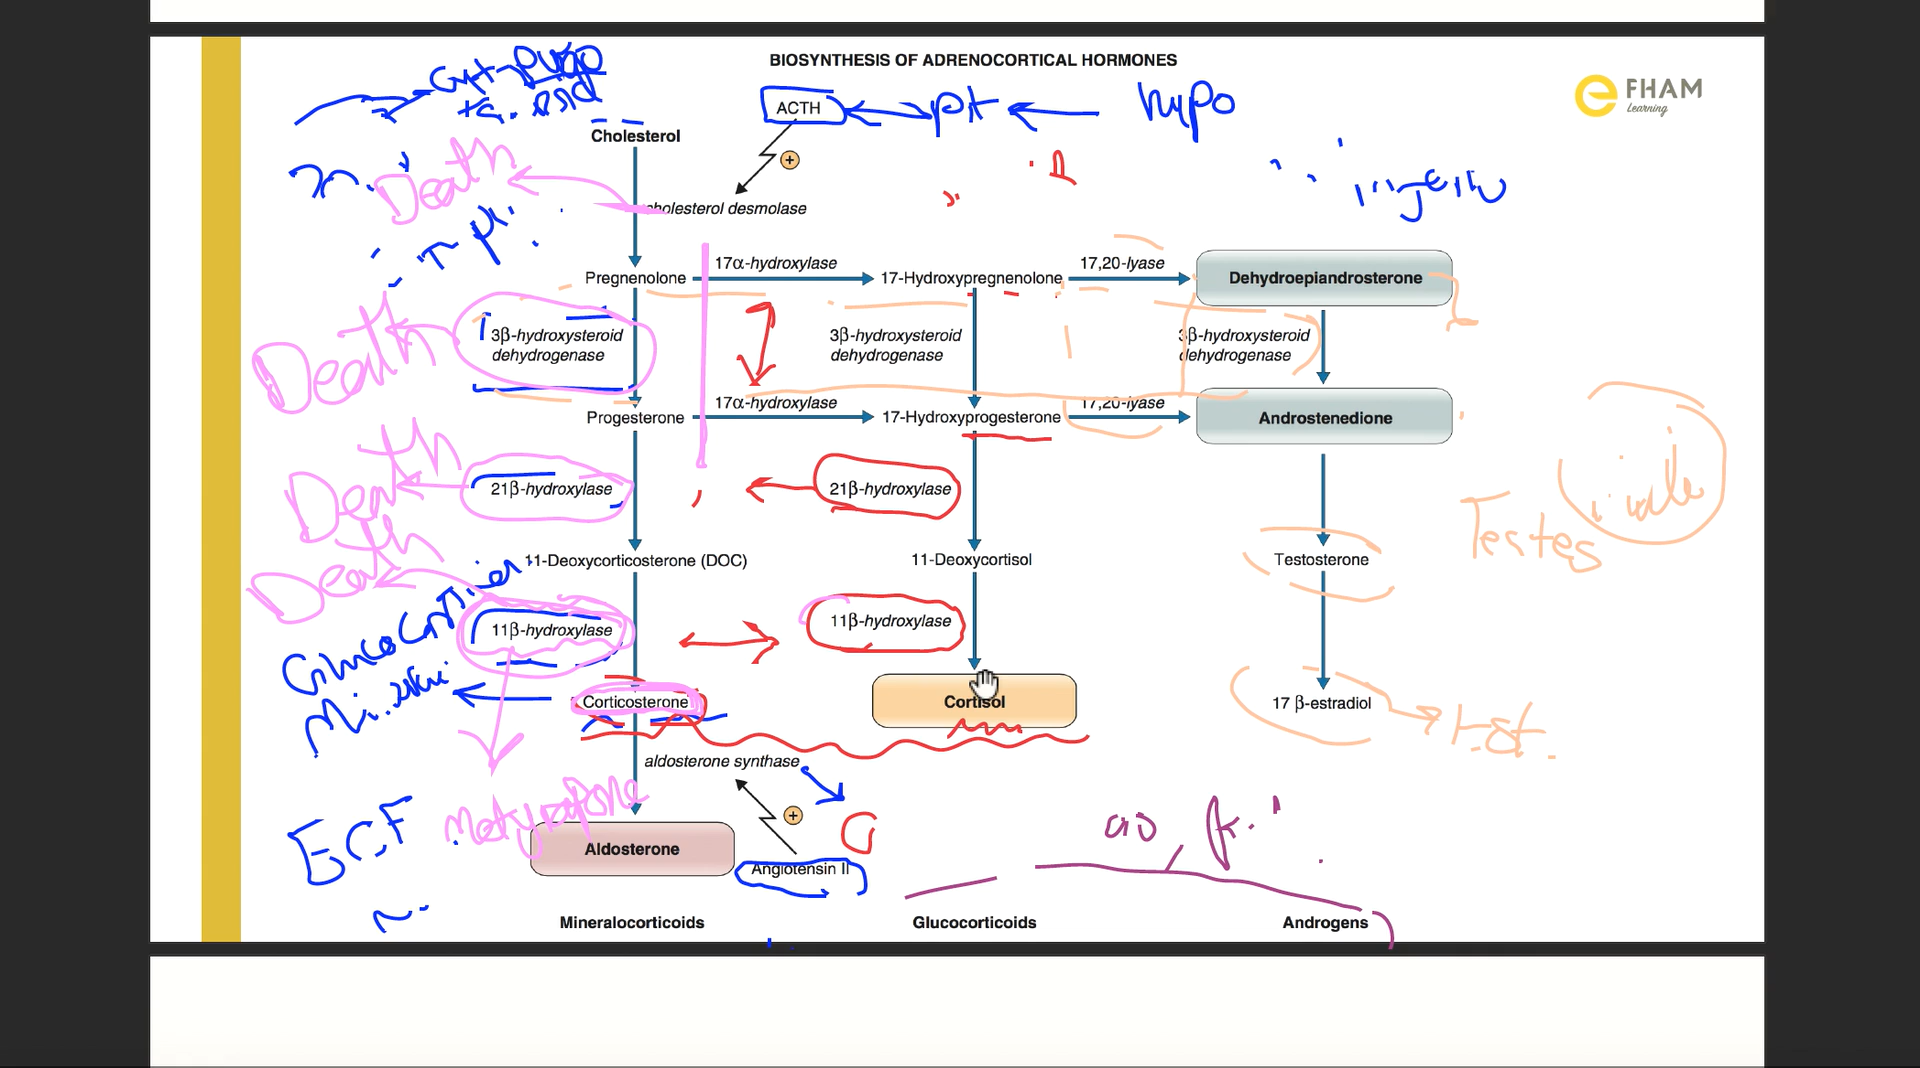 BIOSYNTHESIS OF ADRENOCORTICAL HORMONES
FHAM
Learning
ACTH
pit
hypo
Cholesterol
+
Death
cholesterol desmolase
Pregnenolone
17α-hydroxylase
17-Hydroxypregnenolone
17,20-lyase
Dehydroepiandrosterone
Death
3β-hydroxysteroid
dehydrogenase
3β-hydroxysteroid
dehydrogenase
3β-hydroxysteroid
dehydrogenase
Progesterone
17α-hydroxylase
17-Hydroxyprogesterone
17,20-lyase
Androstenedione
Death
21β-hydroxylase
21β-hydroxylase
Testes
Death
11-Deoxycorticosterone (DOC)
11-Deoxycortisol
Testosterone
11β-hydroxylase
11β-hydroxylase
Corticosterone
Cortisol
17 β-estradiol
aldosterone synthase
+
ECF
metyrapone
Aldosterone
Angiotensin II
Mineralocorticoids
Glucocorticoids
Androgens